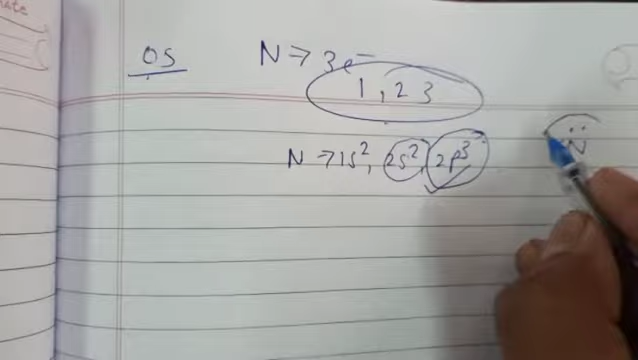 OS
N → 3e⁻
1, 2 3
N → 1s², 2s², 2p³
N̈